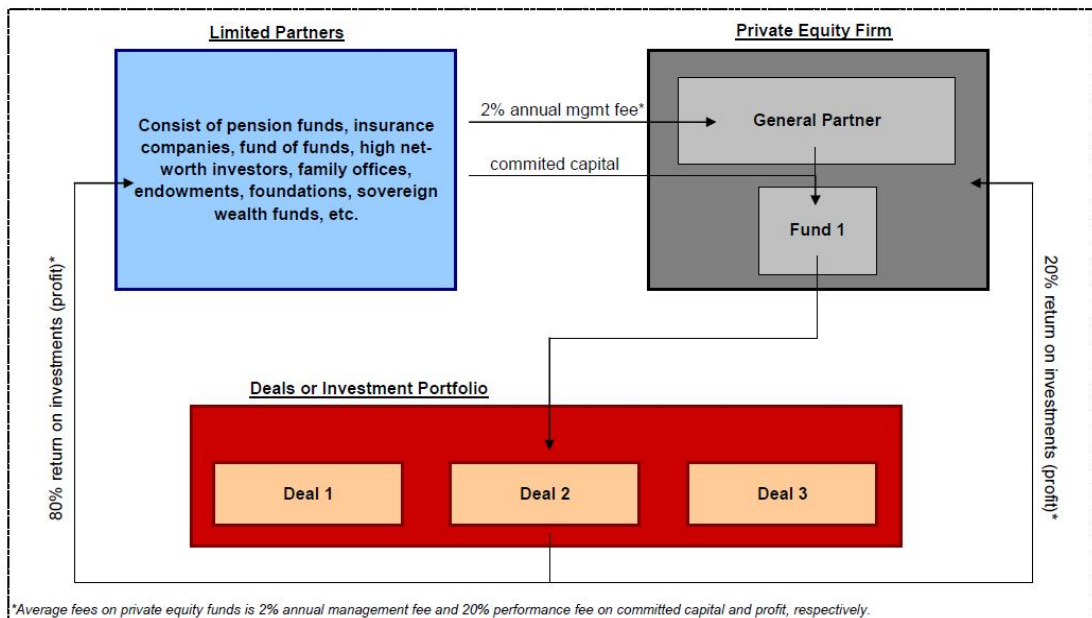 Limited Partners
Private Equity Firm
Consist of pension funds, insurance
companies, fund of funds, high net-
worth investors, family offices,
endowments, foundations, sovereign
wealth funds, etc.
2% annual mgmt fee*
commited capital
General Partner
Fund 1
80% return on investments (profit)*
20% return on investments (profit)*
Deals or Investment Portfolio
Deal 1
Deal 2
Deal 3
*Average fees on private equity funds is 2% annual management fee and 20% performance fee on committed capital and profit, respectively.